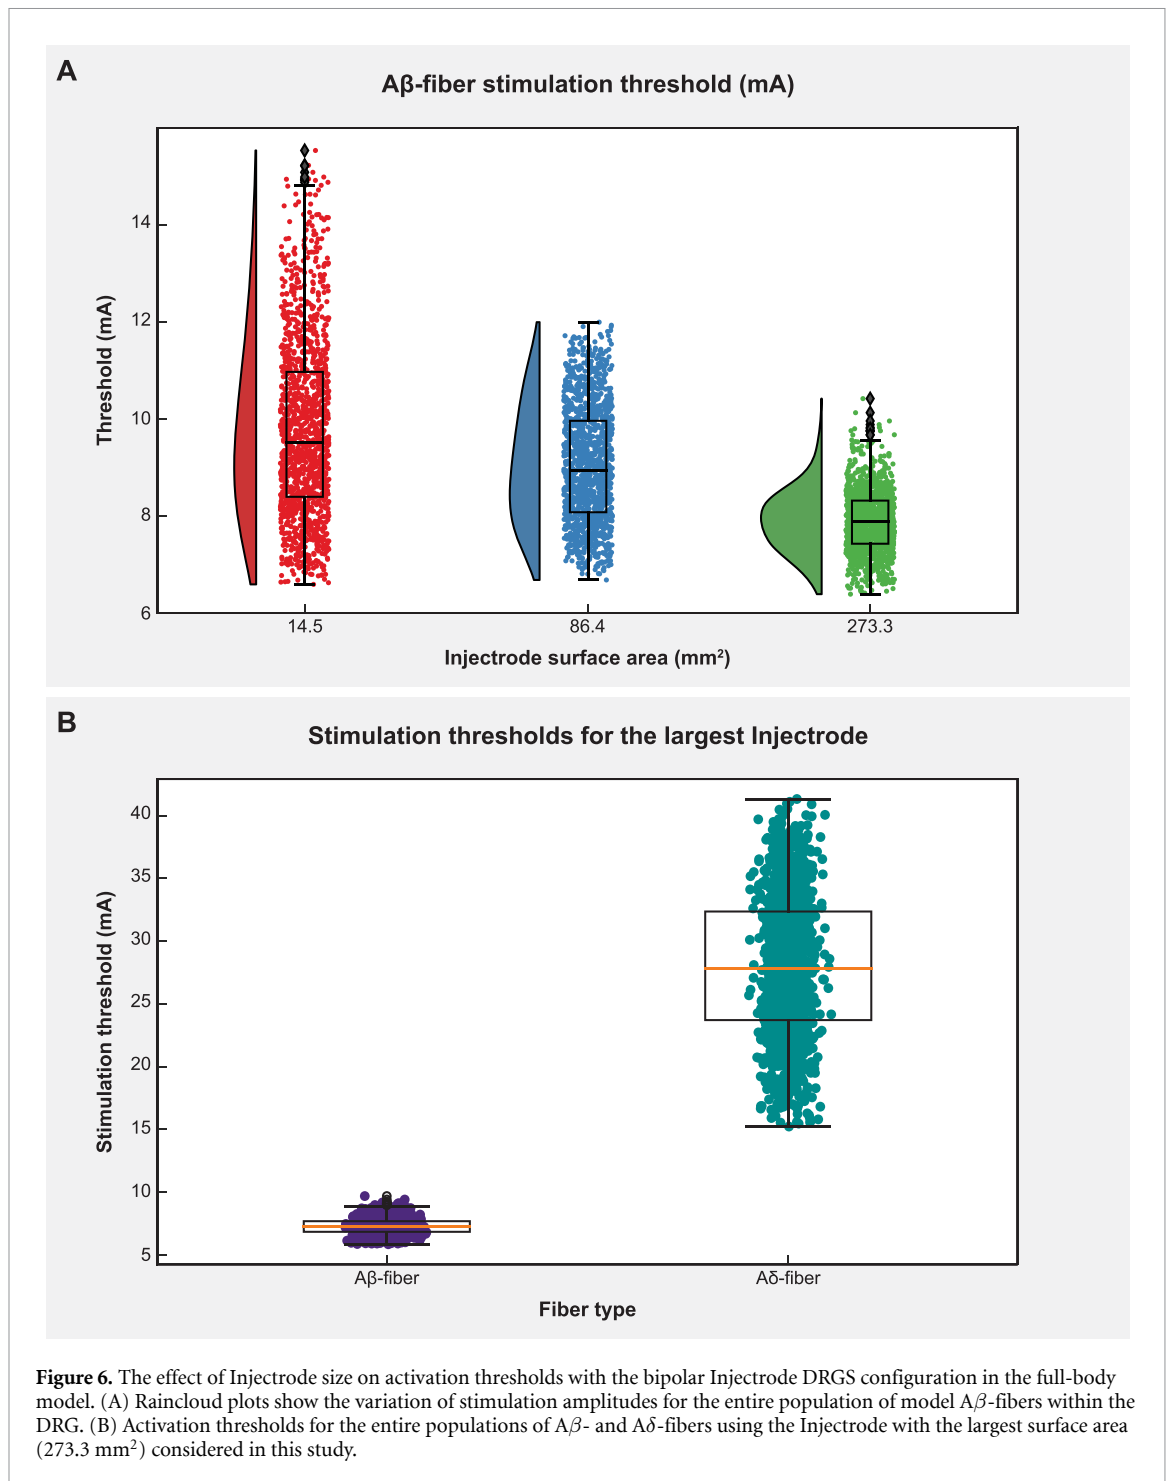 A
Aβ-fiber stimulation threshold (mA)
Threshold (mA)
14
12
10
8
6
14.5
86.4
273.3
Injectrode surface area (mm²)
B
Stimulation thresholds for the largest Injectrode
Stimulation threshold (mA)
40
35
30
25
20
15
10
5
Aβ-fiber
Aδ-fiber
Fiber type
Figure 6. The effect of Injectrode size on activation thresholds with the bipolar Injectrode DRGS configuration in the full-body
model. (A) Raincloud plots show the variation of stimulation amplitudes for the entire population of model Aβ-fibers within the
DRG. (B) Activation thresholds for the entire populations of Aβ- and Aδ-fibers using the Injectrode with the largest surface area
(273.3 mm²) considered in this study.